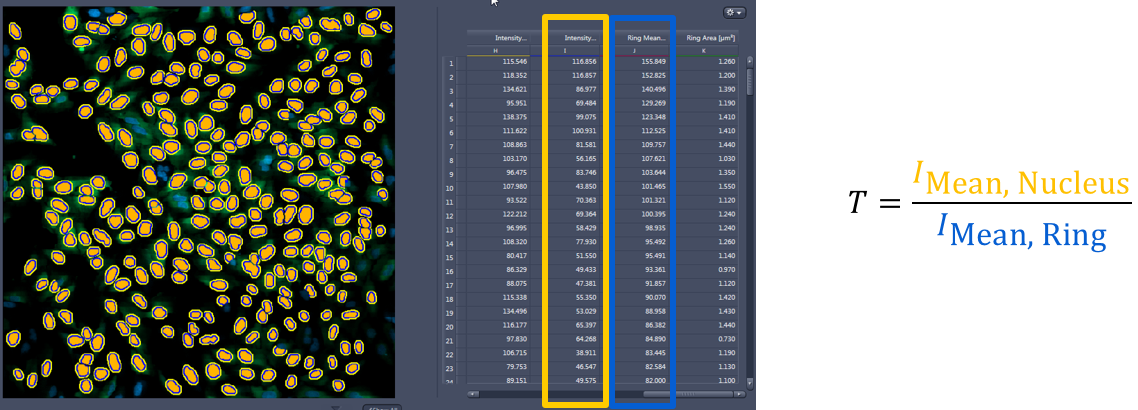 Intensity... Intensity... Ring Mean... Ring Area [µm²]
H I J K
1 115.546 116.856 155.849 1.260
2 118.352 116.857 152.825 1.200
3 134.621 86.977 140.496 1.390
4 95.951 69.484 129.269 1.190
5 138.375 99.075 123.348 1.410
6 111.622 100.931 112.525 1.410
7 108.863 81.581 109.757 1.440
8 103.170 56.165 107.621 1.030
9 96.475 83.746 103.644 1.350
10 107.980 43.850 101.465 1.550
11 93.522 70.363 101.321 1.120
12 122.212 69.364 100.395 1.240
13 96.995 58.429 98.935 1.240
14 108.320 77.930 95.492 1.260
15 80.417 51.550 95.491 1.140
16 86.329 49.433 93.361 0.970
17 88.075 47.381 91.857 1.120
18 115.338 55.350 90.070 1.420
19 134.496 53.029 88.958 1.430
20 116.177 65.397 86.382 1.440
21 97.830 64.268 84.890 0.730
22 106.715 38.911 83.445 1.190
23 79.753 46.547 82.584 1.130
24 89.151 49.575 82.000 1.100
T = I Mean, Nucleus
I Mean, Ring